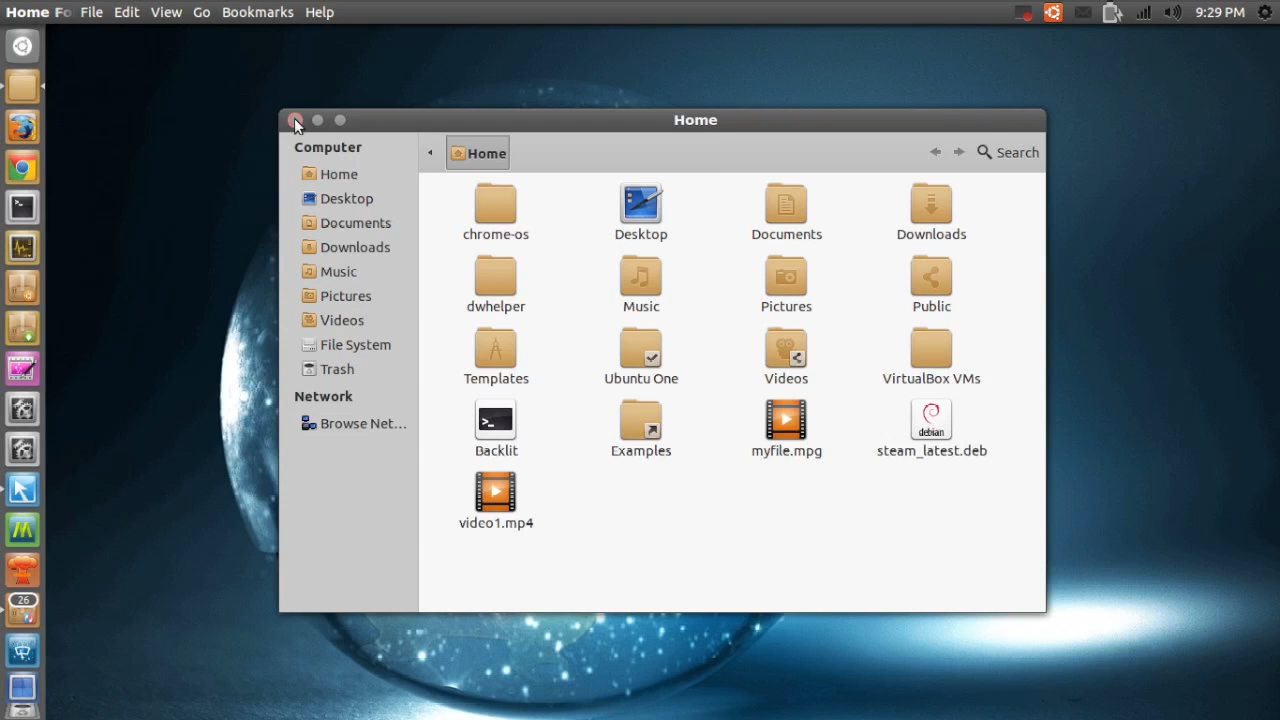 Home Fo File Edit View Go Bookmarks Help 9:29 PM
Home
Computer
Home
Desktop
Documents
Downloads
Music
Pictures
Videos
File System
Trash
Network
Browse Net...
Home Search
chrome-os Desktop Documents Downloads
dwhelper Music Pictures Public
Templates Ubuntu One Videos VirtualBox VMs
debian
Backlit Examples myfile.mpg steam_latest.deb
video1.mp4
26